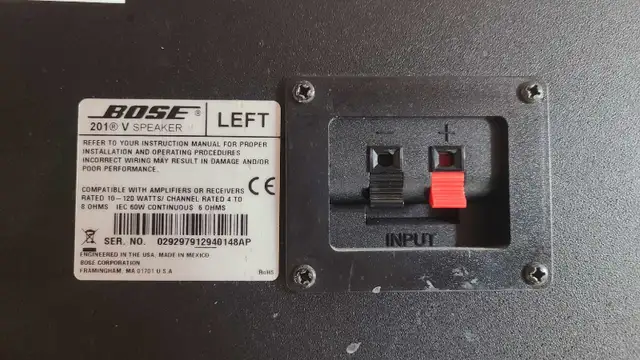 BOSE®
201® V SPEAKER
LEFT
REFER TO YOUR INSTRUCTION MANUAL FOR PROPER
INSTALLATION AND OPERATING PROCEDURES
INCORRECT WIRING MAY RESULT IN DAMAGE AND/OR
POOR PERFORMANCE.
CE
COMPATIBLE WITH AMPLIFIERS OR RECEIVERS
RATED 10-120 WATTS/ CHANNEL RATED 4 TO
8 OHMS IEC 60W CONTINUOUS 6 OHMS
SER. NO. 029297912940148AP
ENGINEERED IN THE USA. MADE IN MEXICO
BOSE CORPORATION
FRAMINGHAM, MA 01701 U.S.A
RoHS
- +
INPUT